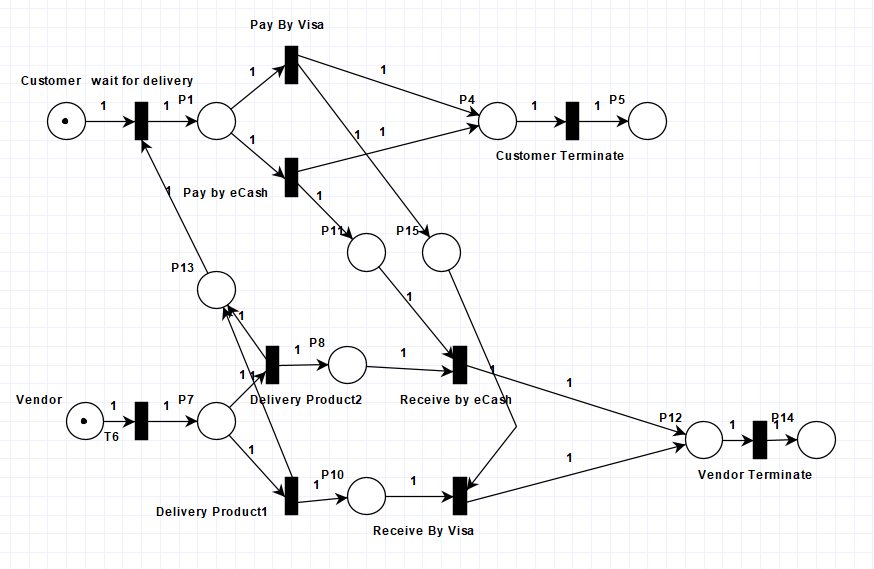 Pay By Visa
Customer wait for delivery
1
1
P1
1
1
P4
1
1
P5
1
1
1
Customer Terminate
1
Pay by eCash
1
P11
P15
P13
1
1
P8
1
1
1
1
1
Vendor
1
1
P7
Delivery Product2
Receive by eCash
T6
P12
1
1
P14
1
1
P10
1
1
Vendor Terminate
Delivery Product1
Receive By Visa